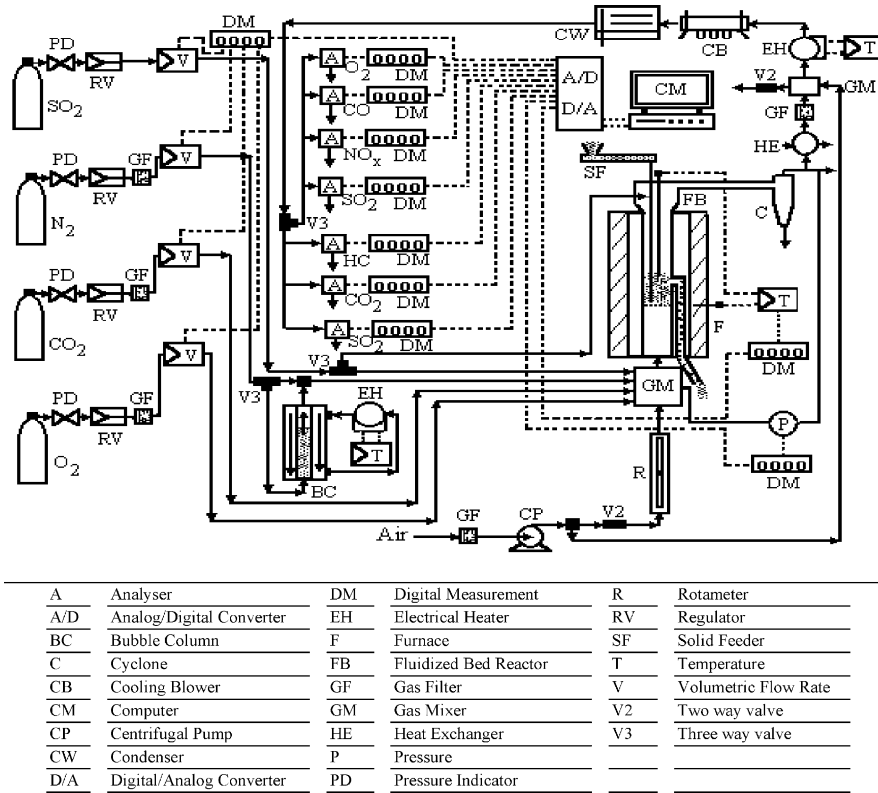 DM
PD
RV
V
SO2
PD
GF
RV
V
N2
PD
GF
RV
V
CO2
PD
GF
RV
V
O2
A
O2
DM
A
CO
DM
A
NOx
DM
A
SO2
DM
V3
A
HC
DM
A
CO2
DM
A
SO2
DM
V3
V3
A/D
D/A
CM
CW
CB
EH
T
V2
GM
GF
HE
SF
FB
C
T
F
DM
GM
P
DM
EH
T
BC
R
Air
GF
CP
V2
A Analyser DM Digital Measurement R Rotameter
A/D Analog/Digital Converter EH Electrical Heater RV Regulator
BC Bubble Column F Furnace SF Solid Feeder
C Cyclone FB Fluidized Bed Reactor T Temperature
CB Cooling Blower GF Gas Filter V Volumetric Flow Rate
CM Computer GM Gas Mixer V2 Two way valve
CP Centrifugal Pump HE Heat Exchanger V3 Three way valve
CW Condenser P Pressure
D/A Digital/Analog Converter PD Pressure Indicator